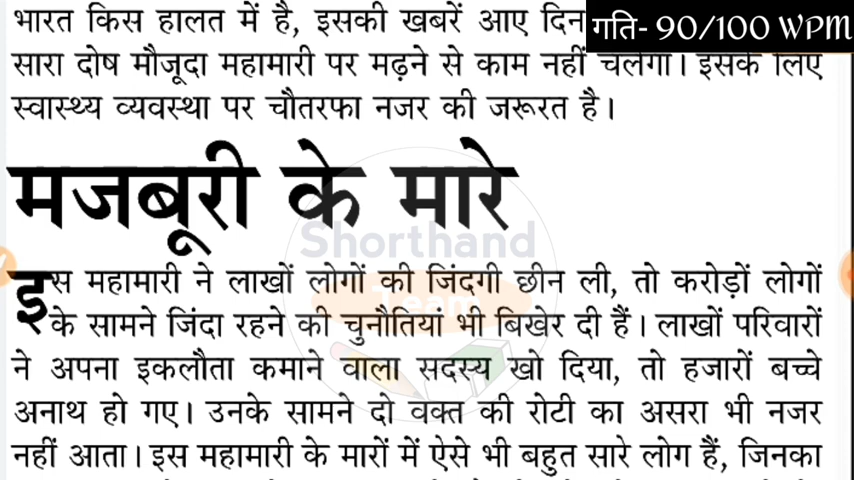 भारत किस हालत में है, इसकी खबरें आए दिन
गति- 90/100 WPM
सारा दोष मौजूदा महामारी पर मढ़ने से काम नहीं चलेगा। इसके लिए
स्वास्थ्य व्यवस्था पर चौतरफा नजर की जरूरत है।
मजबूरी के मारे
Shorthand
Team
इस महामारी ने लाखों लोगों की जिंदगी छीन ली, तो करोड़ों लोगों
के सामने जिंदा रहने की चुनौतियां भी बिखेर दी हैं। लाखों परिवारों
ने अपना इकलौता कमाने वाला सदस्य खो दिया, तो हजारों बच्चे
अनाथ हो गए। उनके सामने दो वक्त की रोटी का असरा भी नजर
नहीं आता। इस महामारी के मारों में ऐसे भी बहुत सारे लोग हैं, जिनका